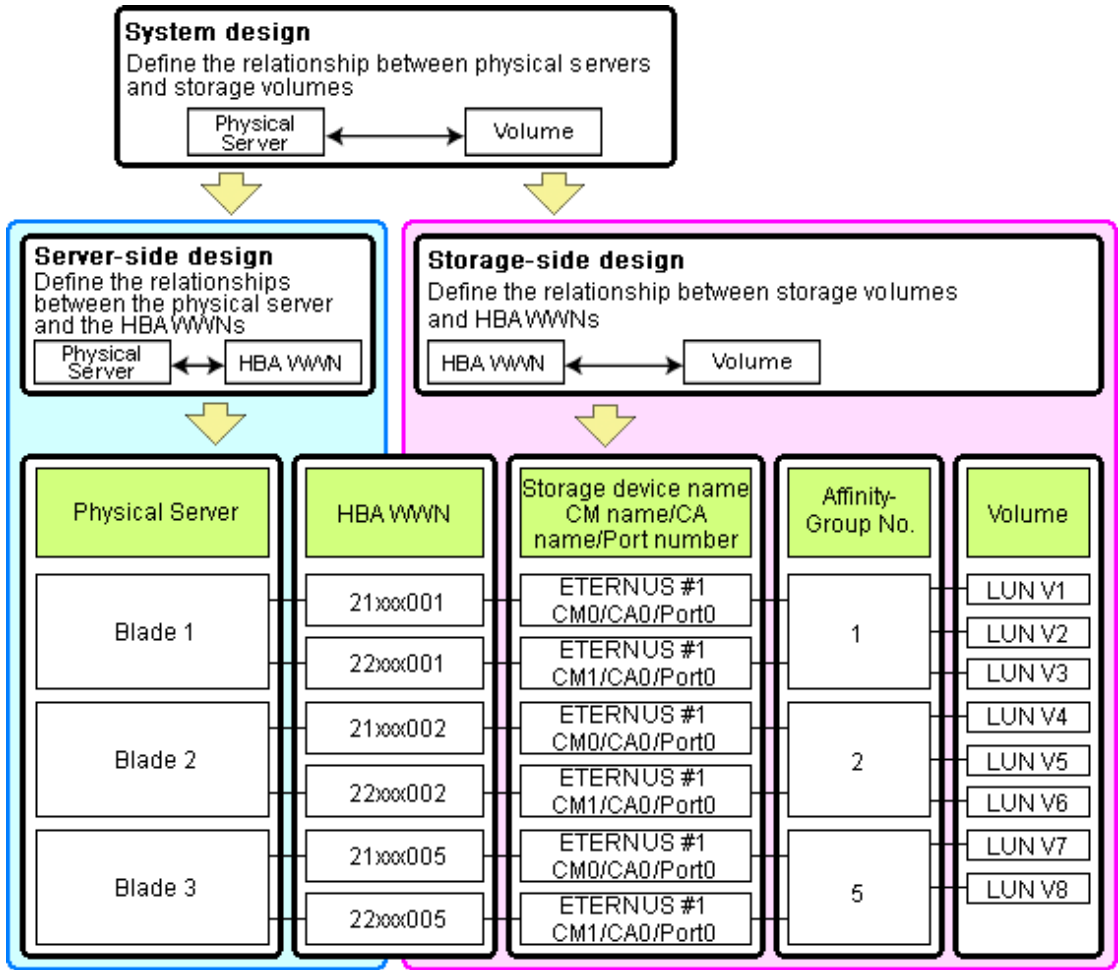 System design
Define the relationship between physical servers
and storage volumes
Physical
Server
Volume
Server-side design
Define the relationships
between the physical server
and the HBA WWNs
Physical
Server
HBA WWN
Storage-side design
Define the relationship between storage volumes
and HBA WWNs
HBA WWN
Volume
Physical Server
HBA WWN
Storage device name
CM name/CA
name/Port number
Affinity-
Group No.
Volume
Blade 1
21xxx001
22xxx001
ETERNUS #1
CM0/CA0/Port0
ETERNUS #1
CM1/CA0/Port0
1
LUN V1
LUN V2
LUN V3
Blade 2
21xxx002
22xxx002
ETERNUS #1
CM0/CA0/Port0
ETERNUS #1
CM1/CA0/Port0
2
LUN V4
LUN V5
LUN V6
Blade 3
21xxx005
22xxx005
ETERNUS #1
CM0/CA0/Port0
ETERNUS #1
CM1/CA0/Port0
5
LUN V7
LUN V8